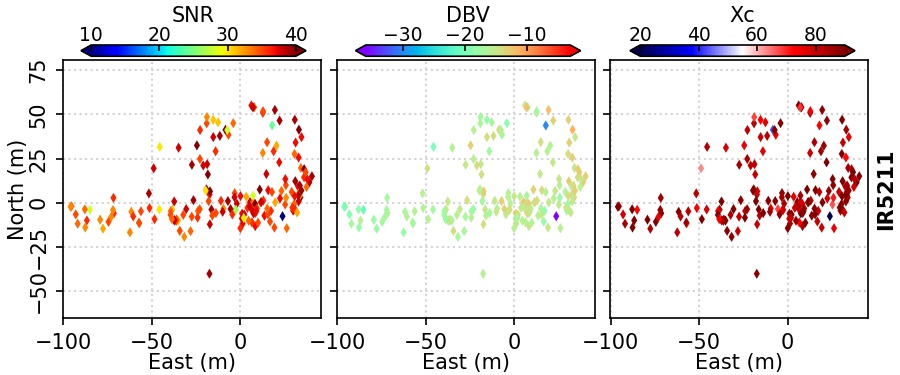 SNR DBV Xc
10 20 30 40 −30 −20 −10 20 40 60 80
75
50
25
0
−25
−50
North (m)
IR5211
−100 −50 0 −100 −50 0 −100 −50 0
East (m) East (m) East (m)